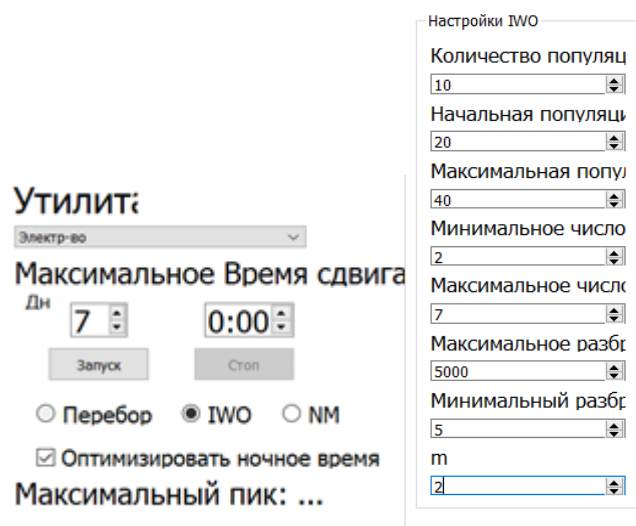 Утилита
Электр-во
Максимальное Время сдвига
Дн
7
0:00
Запуск
Стоп
Перебор
IWO
NM
Оптимизировать ночное время
Максимальный пик: ...
Настройки IWO
Количество популяц
10
Начальная популяци
20
Максимальная попул
40
Минимальное число
2
Максимальное число
7
Максимальное разбр
5000
Минимальный разбр
5
m
2